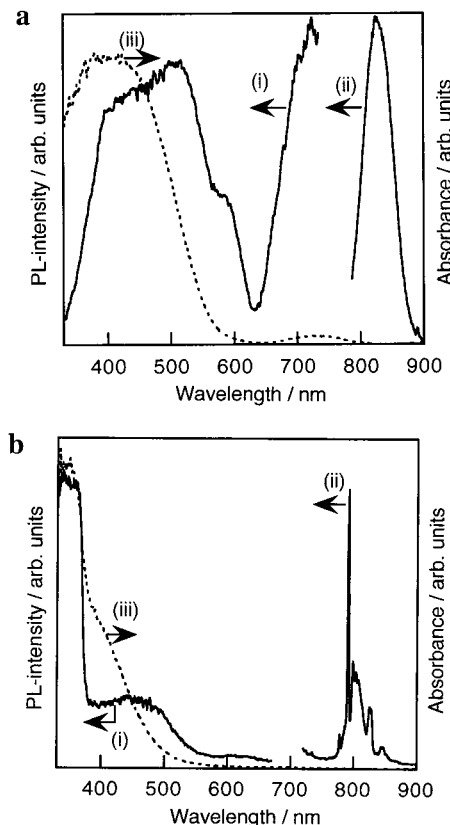 a
(iii)
(i)
(ii)
PL-intensity / arb. units
Absorbance / arb. units
400 500 600 700 800 900
Wavelength / nm
b
(ii)
(iii)
(i)
PL-intensity / arb. units
Absorbance / arb. units
400 500 600 700 800 900
Wavelength / nm